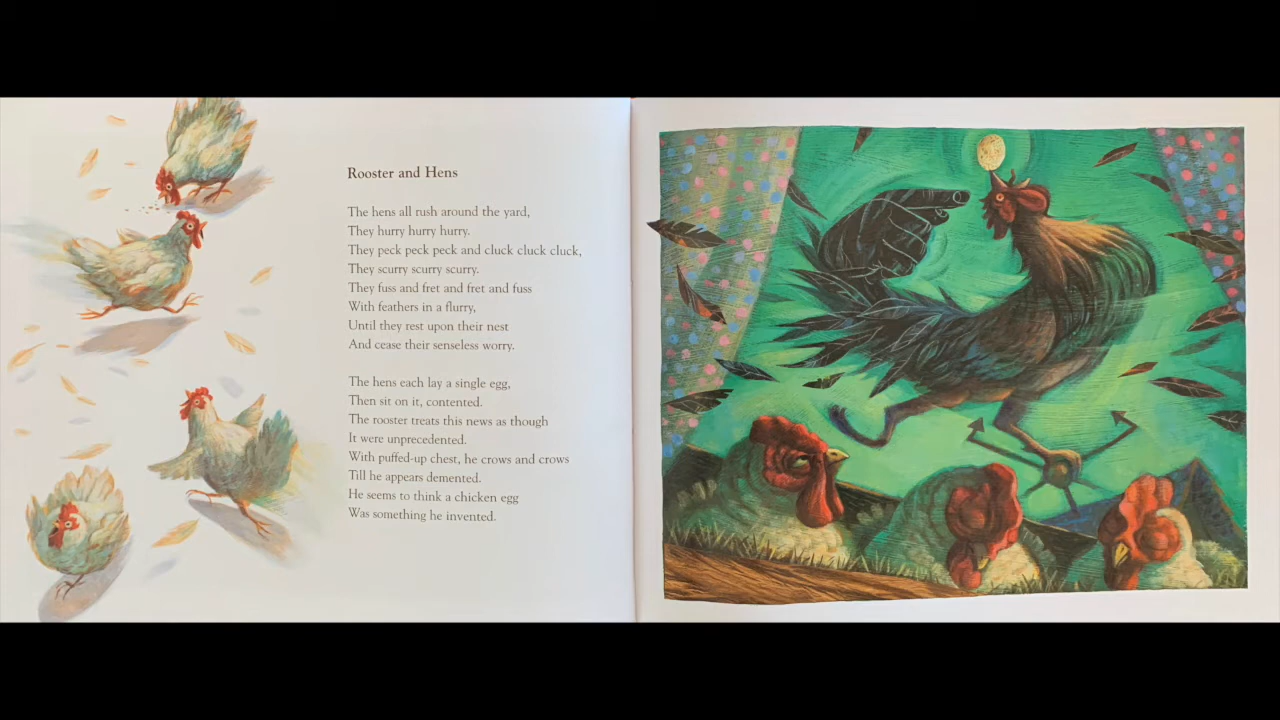 Rooster and Hens
The hens all rush around the yard,
They hurry hurry hurry.
They peck peck peck and cluck cluck cluck,
They scurry scurry scurry.
They fuss and fret and fret and fuss
With feathers in a flurry,
Until they rest upon their nest
And cease their senseless worry.
The hens each lay a single egg,
Then sit on it, contented.
The rooster treats this news as though
It were unprecedented.
With puffed-up chest, he crows and crows
Till he appears demented.
He seems to think a chicken egg
Was something he invented.